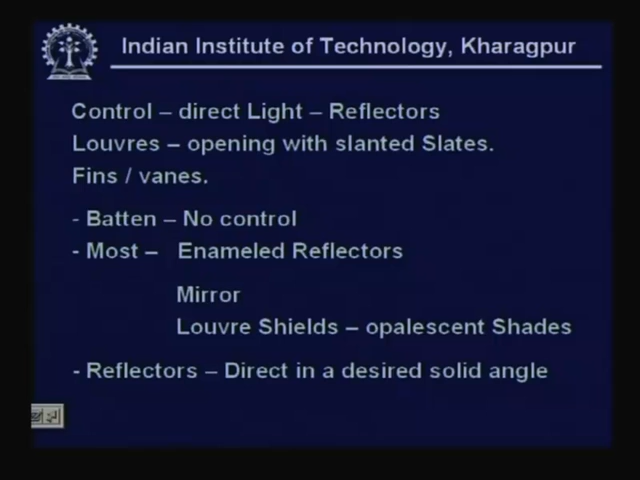 Indian Institute of Technology, Kharagpur
Control – direct Light – Reflectors
Louvres – opening with slanted Slates.
Fins / vanes.
- Batten – No control
- Most – Enameled Reflectors
Mirror
Louvre Shields – opalescent Shades
- Reflectors – Direct in a desired solid angle